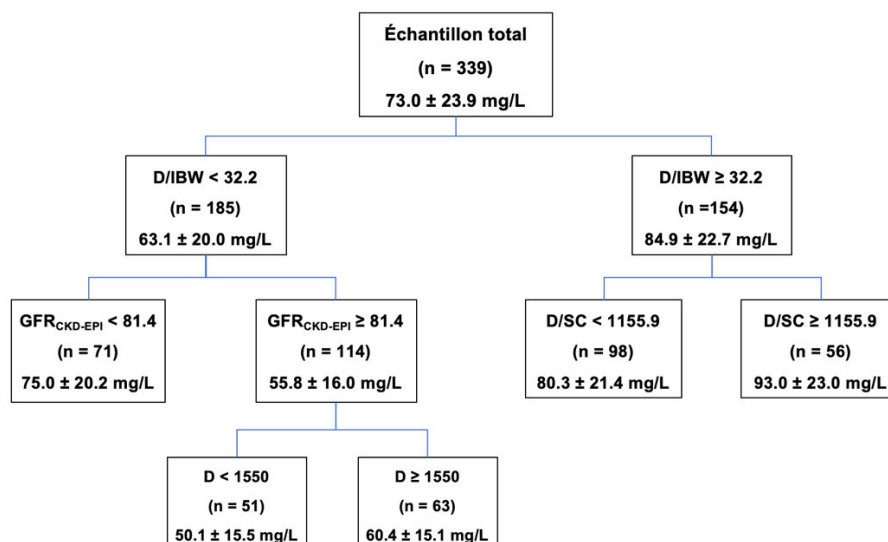 Échantillon total
(n = 339)
73.0 ± 23.9 mg/L
D/IBW < 32.2
(n = 185)
63.1 ± 20.0 mg/L
D/IBW ≥ 32.2
(n =154)
84.9 ± 22.7 mg/L
GFRCKD-EPI < 81.4
(n = 71)
75.0 ± 20.2 mg/L
GFRCKD-EPI ≥ 81.4
(n = 114)
55.8 ± 16.0 mg/L
D/SC < 1155.9
(n = 98)
80.3 ± 21.4 mg/L
D/SC ≥ 1155.9
(n = 56)
93.0 ± 23.0 mg/L
D < 1550
(n = 51)
50.1 ± 15.5 mg/L
D ≥ 1550
(n = 63)
60.4 ± 15.1 mg/L